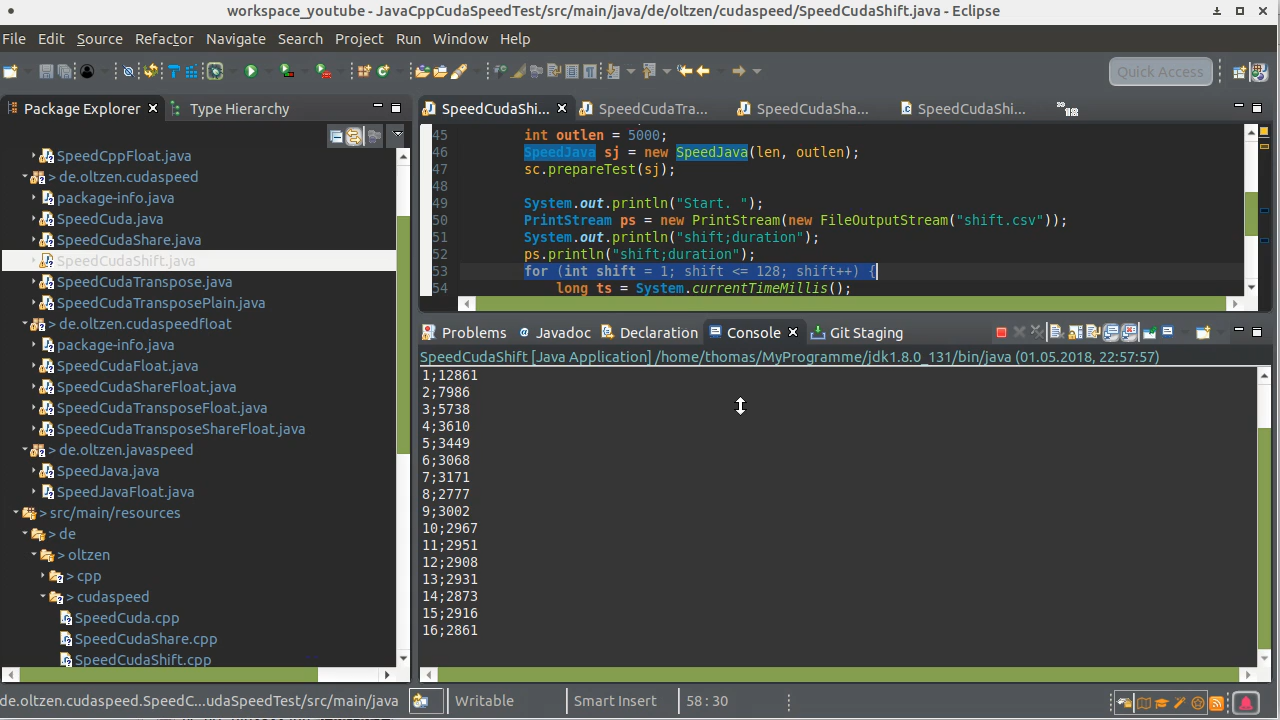 workspace_youtube - JavaCppCudaSpeedTest/src/main/java/de/oltzen/cudaspeed/SpeedCudaShift.java - Eclipse
File Edit Source Refactor Navigate Search Project Run Window Help
Quick Access
Package Explorer
Type Hierarchy
SpeedCppFloat.java
> de.oltzen.cudaspeed
package-info.java
SpeedCuda.java
SpeedCudaShare.java
SpeedCudaShift.java
SpeedCudaTranspose.java
SpeedCudaTransposePlain.java
> de.oltzen.cudaspeedfloat
package-info.java
SpeedCudaFloat.java
SpeedCudaShareFloat.java
SpeedCudaTransposeFloat.java
SpeedCudaTransposeShareFloat.java
> de.oltzen.javaspeed
SpeedJava.java
SpeedJavaFloat.java
> src/main/resources
> de
> oltzen
> cpp
> cudaspeed
SpeedCuda.cpp
SpeedCudaShare.cpp
SpeedCudaShift.cpp
SpeedCudaShi...
SpeedCudaTra...
SpeedCudaSha...
SpeedCudaShi...
»18
45 int outlen = 5000;
46 SpeedJava sj = new SpeedJava(len, outlen);
47 sc.prepareTest(sj);
48
49 System.out.println("Start. ");
50 PrintStream ps = new PrintStream(new FileOutputStream("shift.csv"));
51 System.out.println("shift;duration");
52 ps.println("shift;duration");
53 for (int shift = 1; shift <= 128; shift++) {
54 long ts = System.currentTimeMillis();
Problems
@ Javadoc
Declaration
Console
Git Staging
SpeedCudaShift [Java Application] /home/thomas/MyProgramme/jdk1.8.0_131/bin/java (01.05.2018, 22:57:57)
1;12861
2;7986
3;5738
4;3610
5;3449
6;3068
7;3171
8;2777
9;3002
10;2967
11;2951
12;2908
13;2931
14;2873
15;2916
16;2861
de.oltzen.cudaspeed.SpeedC...udaSpeedTest/src/main/java
Writable
Smart Insert
58 : 30